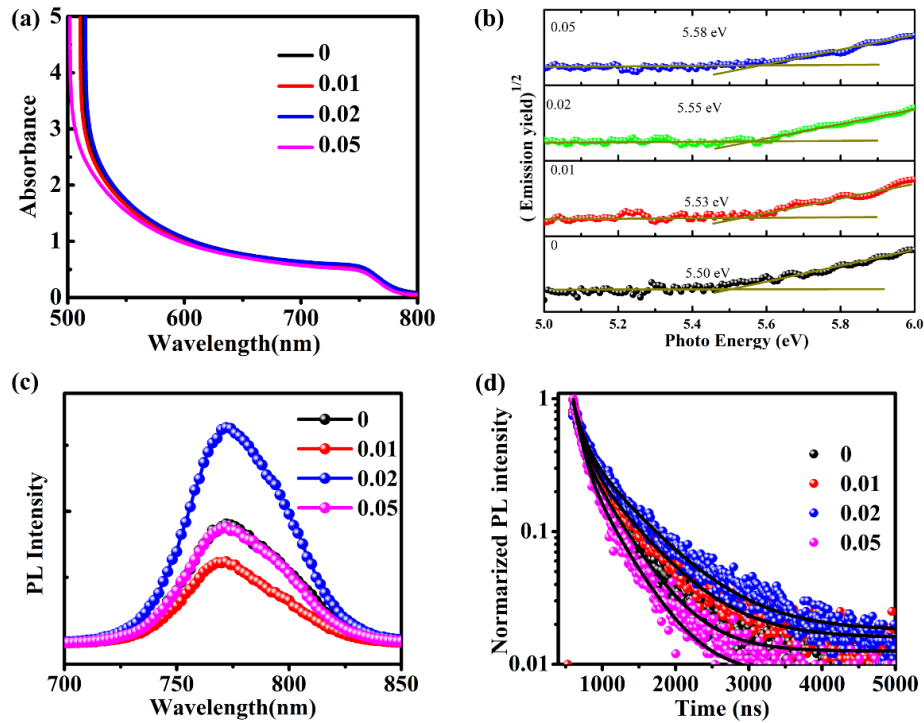 (a)
5
4
3
2
1
0
Absorbance
0
0.01
0.02
0.05
500
600
700
800
Wavelength(nm)
(b)
( Emission yield)1/2
0.05
5.58 eV
0.02
5.55 eV
0.01
5.53 eV
0
5.50 eV
5.0
5.2
5.4
5.6
5.8
6.0
Photo Energy (eV)
(c)
PL Intensity
0
0.01
0.02
0.05
700
750
800
850
Wavelength(nm)
(d)
1
0.1
0.01
Normalized PL intensity
0
0.01
0.02
0.05
1000
2000
3000
4000
5000
Time (ns)